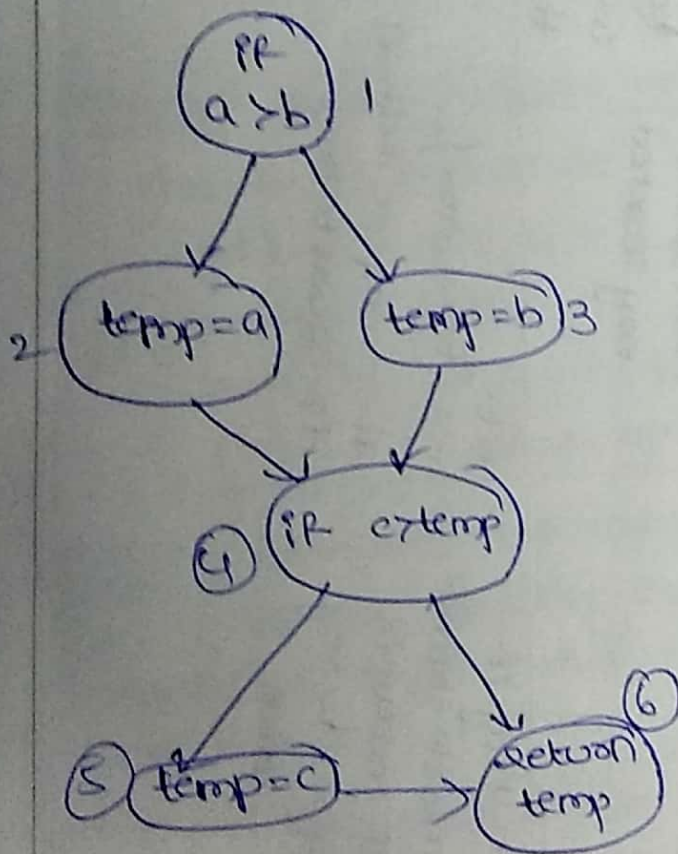 if
a>b 1
2 temp=a
temp=b 3
4 if c>temp
6
5 temp=c
return
temp